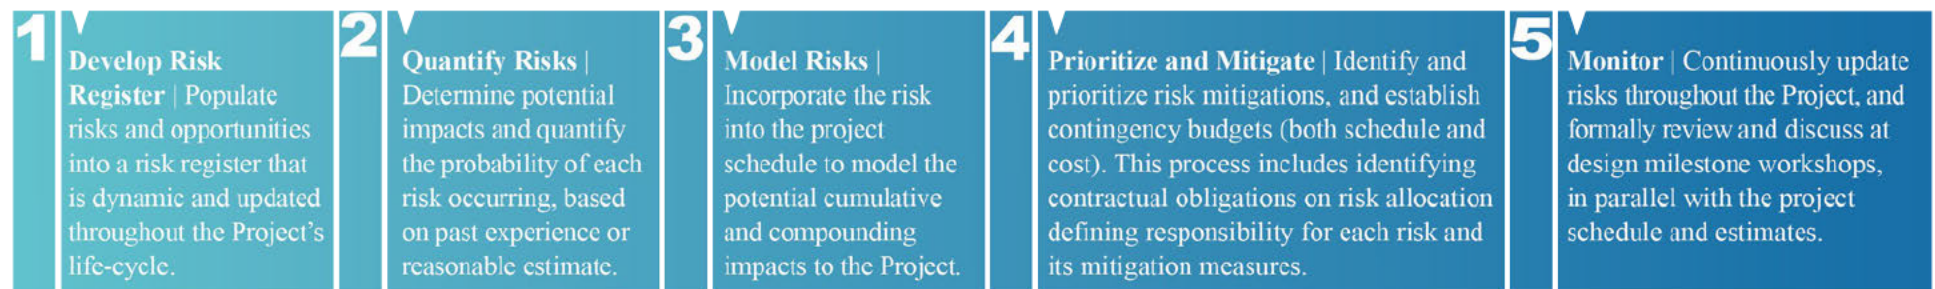 1
Develop Risk
Register | Populate
risks and opportunities
into a risk register that
is dynamic and updated
throughout the Project's
life-cycle.
2
Quantify Risks |
Determine potential
impacts and quantify
the probability of each
risk occurring, based
on past experience or
reasonable estimate.
3
Model Risks |
Incorporate the risk
into the project
schedule to model the
potential cumulative
and compounding
impacts to the Project.
4
Prioritize and Mitigate | Identify and
prioritize risk mitigations, and establish
contingency budgets (both schedule and
cost). This process includes identifying
contractual obligations on risk allocation
defining responsibility for each risk and
its mitigation measures.
5
Monitor | Continuously update
risks throughout the Project, and
formally review and discuss at
design milestone workshops,
in parallel with the project
schedule and estimates.